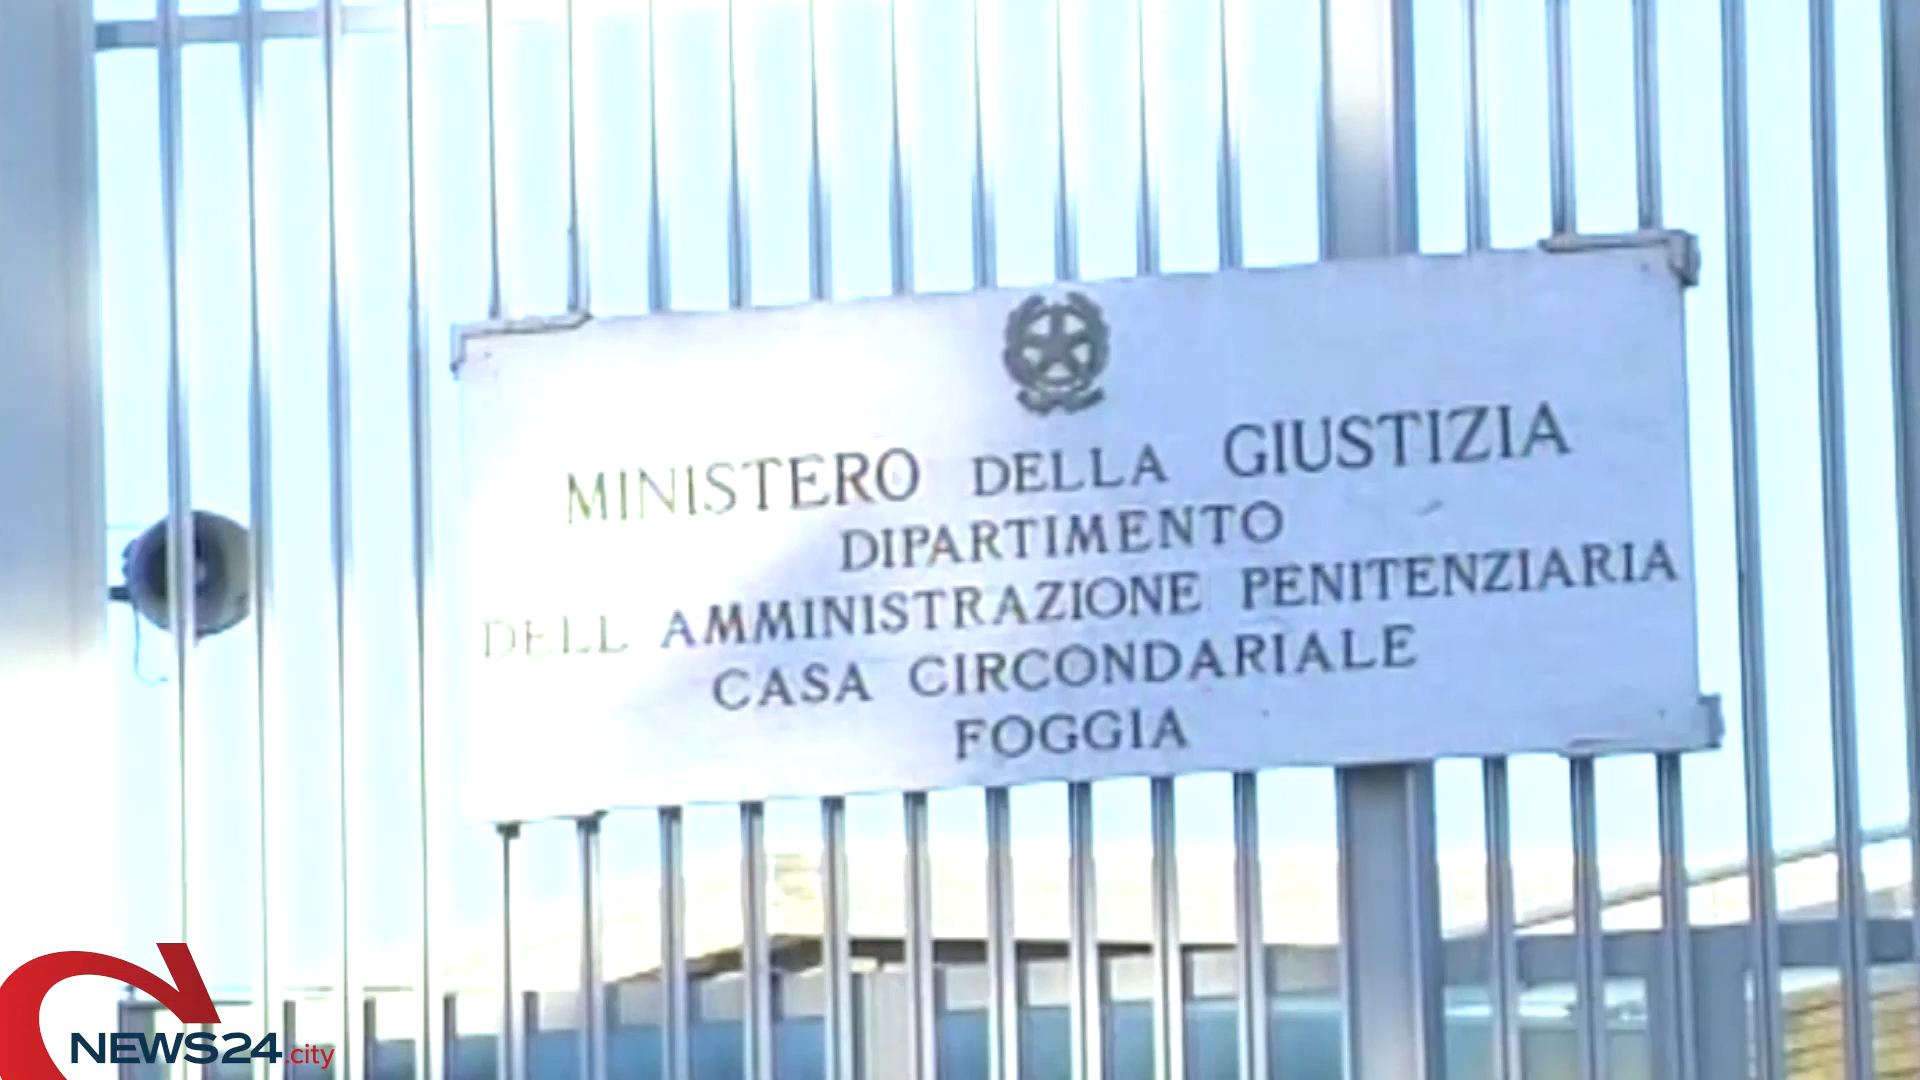 MINISTERO DELLA GIUSTIZIA
DIPARTIMENTO
DELL AMMINISTRAZIONE PENITENZIARIA
CASA CIRCONDARIALE
FOGGIA
NEWS24.city